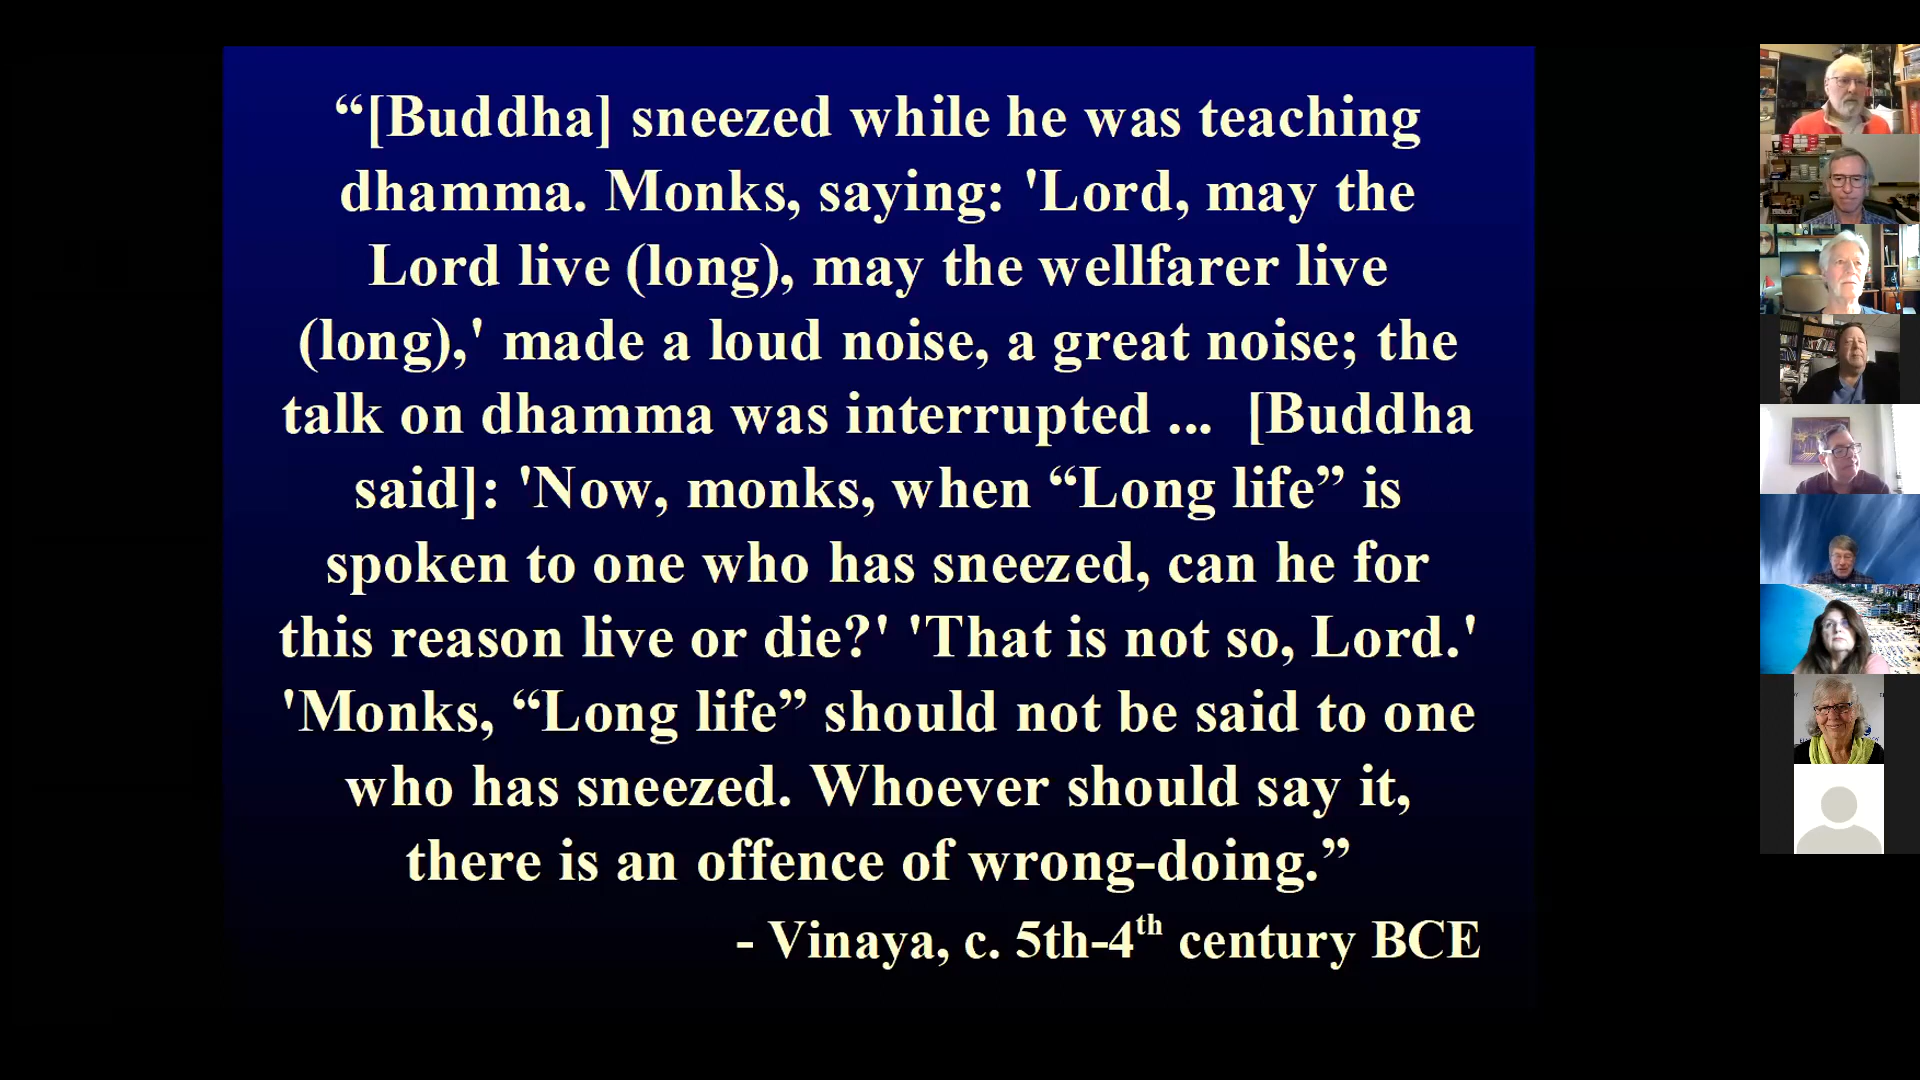 “[Buddha] sneezed while he was teaching
dhamma. Monks, saying: 'Lord, may the
Lord live (long), may the wellfarer live
(long),' made a loud noise, a great noise; the
talk on dhamma was interrupted ... [Buddha
said]: 'Now, monks, when “Long life” is
spoken to one who has sneezed, can he for
this reason live or die?' 'That is not so, Lord.'
'Monks, “Long life” should not be said to one
who has sneezed. Whoever should say it,
there is an offence of wrong-doing.”
- Vinaya, c. 5th-4th century BCE